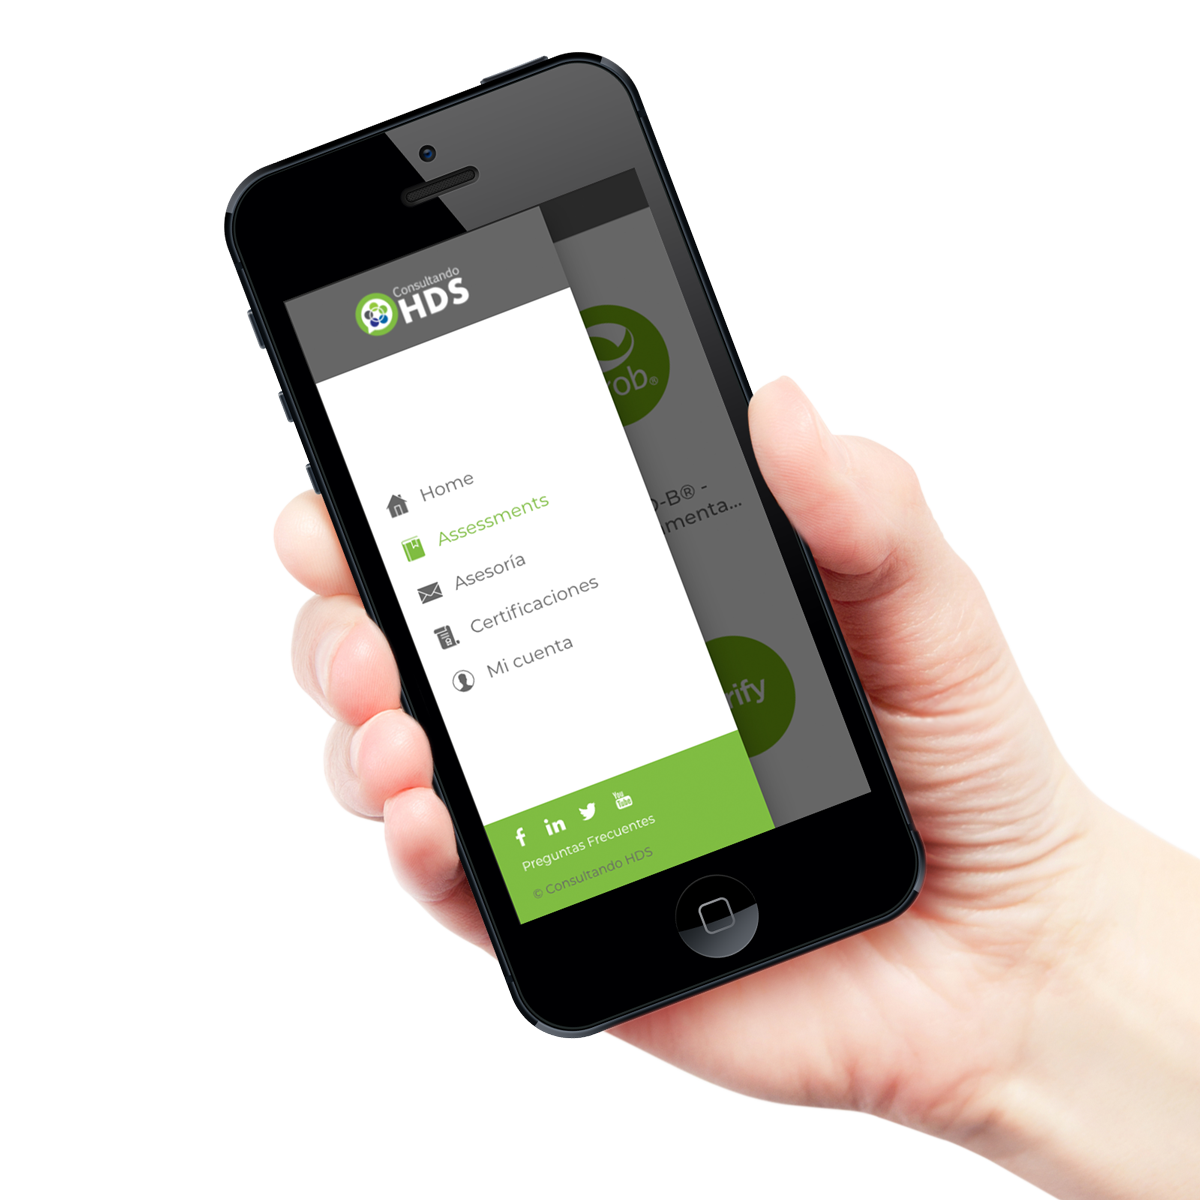 Consultando
HDS
Home
Assessments
Asesoría
Certificaciones
Mi cuenta
Preguntas Frecuentes
© Consultando HDS
rob®
O-B® -
menta...
rify
f
in
You
Tube